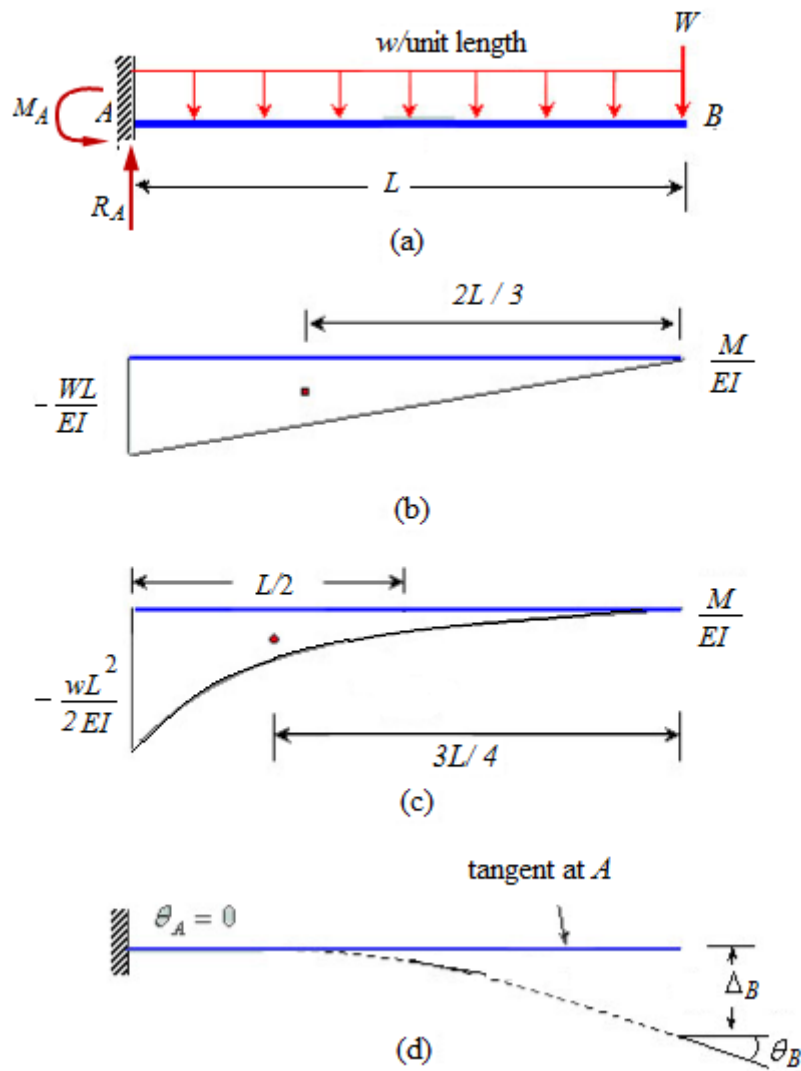 W
w/unit length
M_A
A
B
L
R_A
(a)
2L / 3
M/EI
- WL/EI
(b)
L/2
M/EI
- wL^2/2EI
3L/ 4
(c)
tangent at A
θ_A = 0
Δ_B
θ_B
(d)